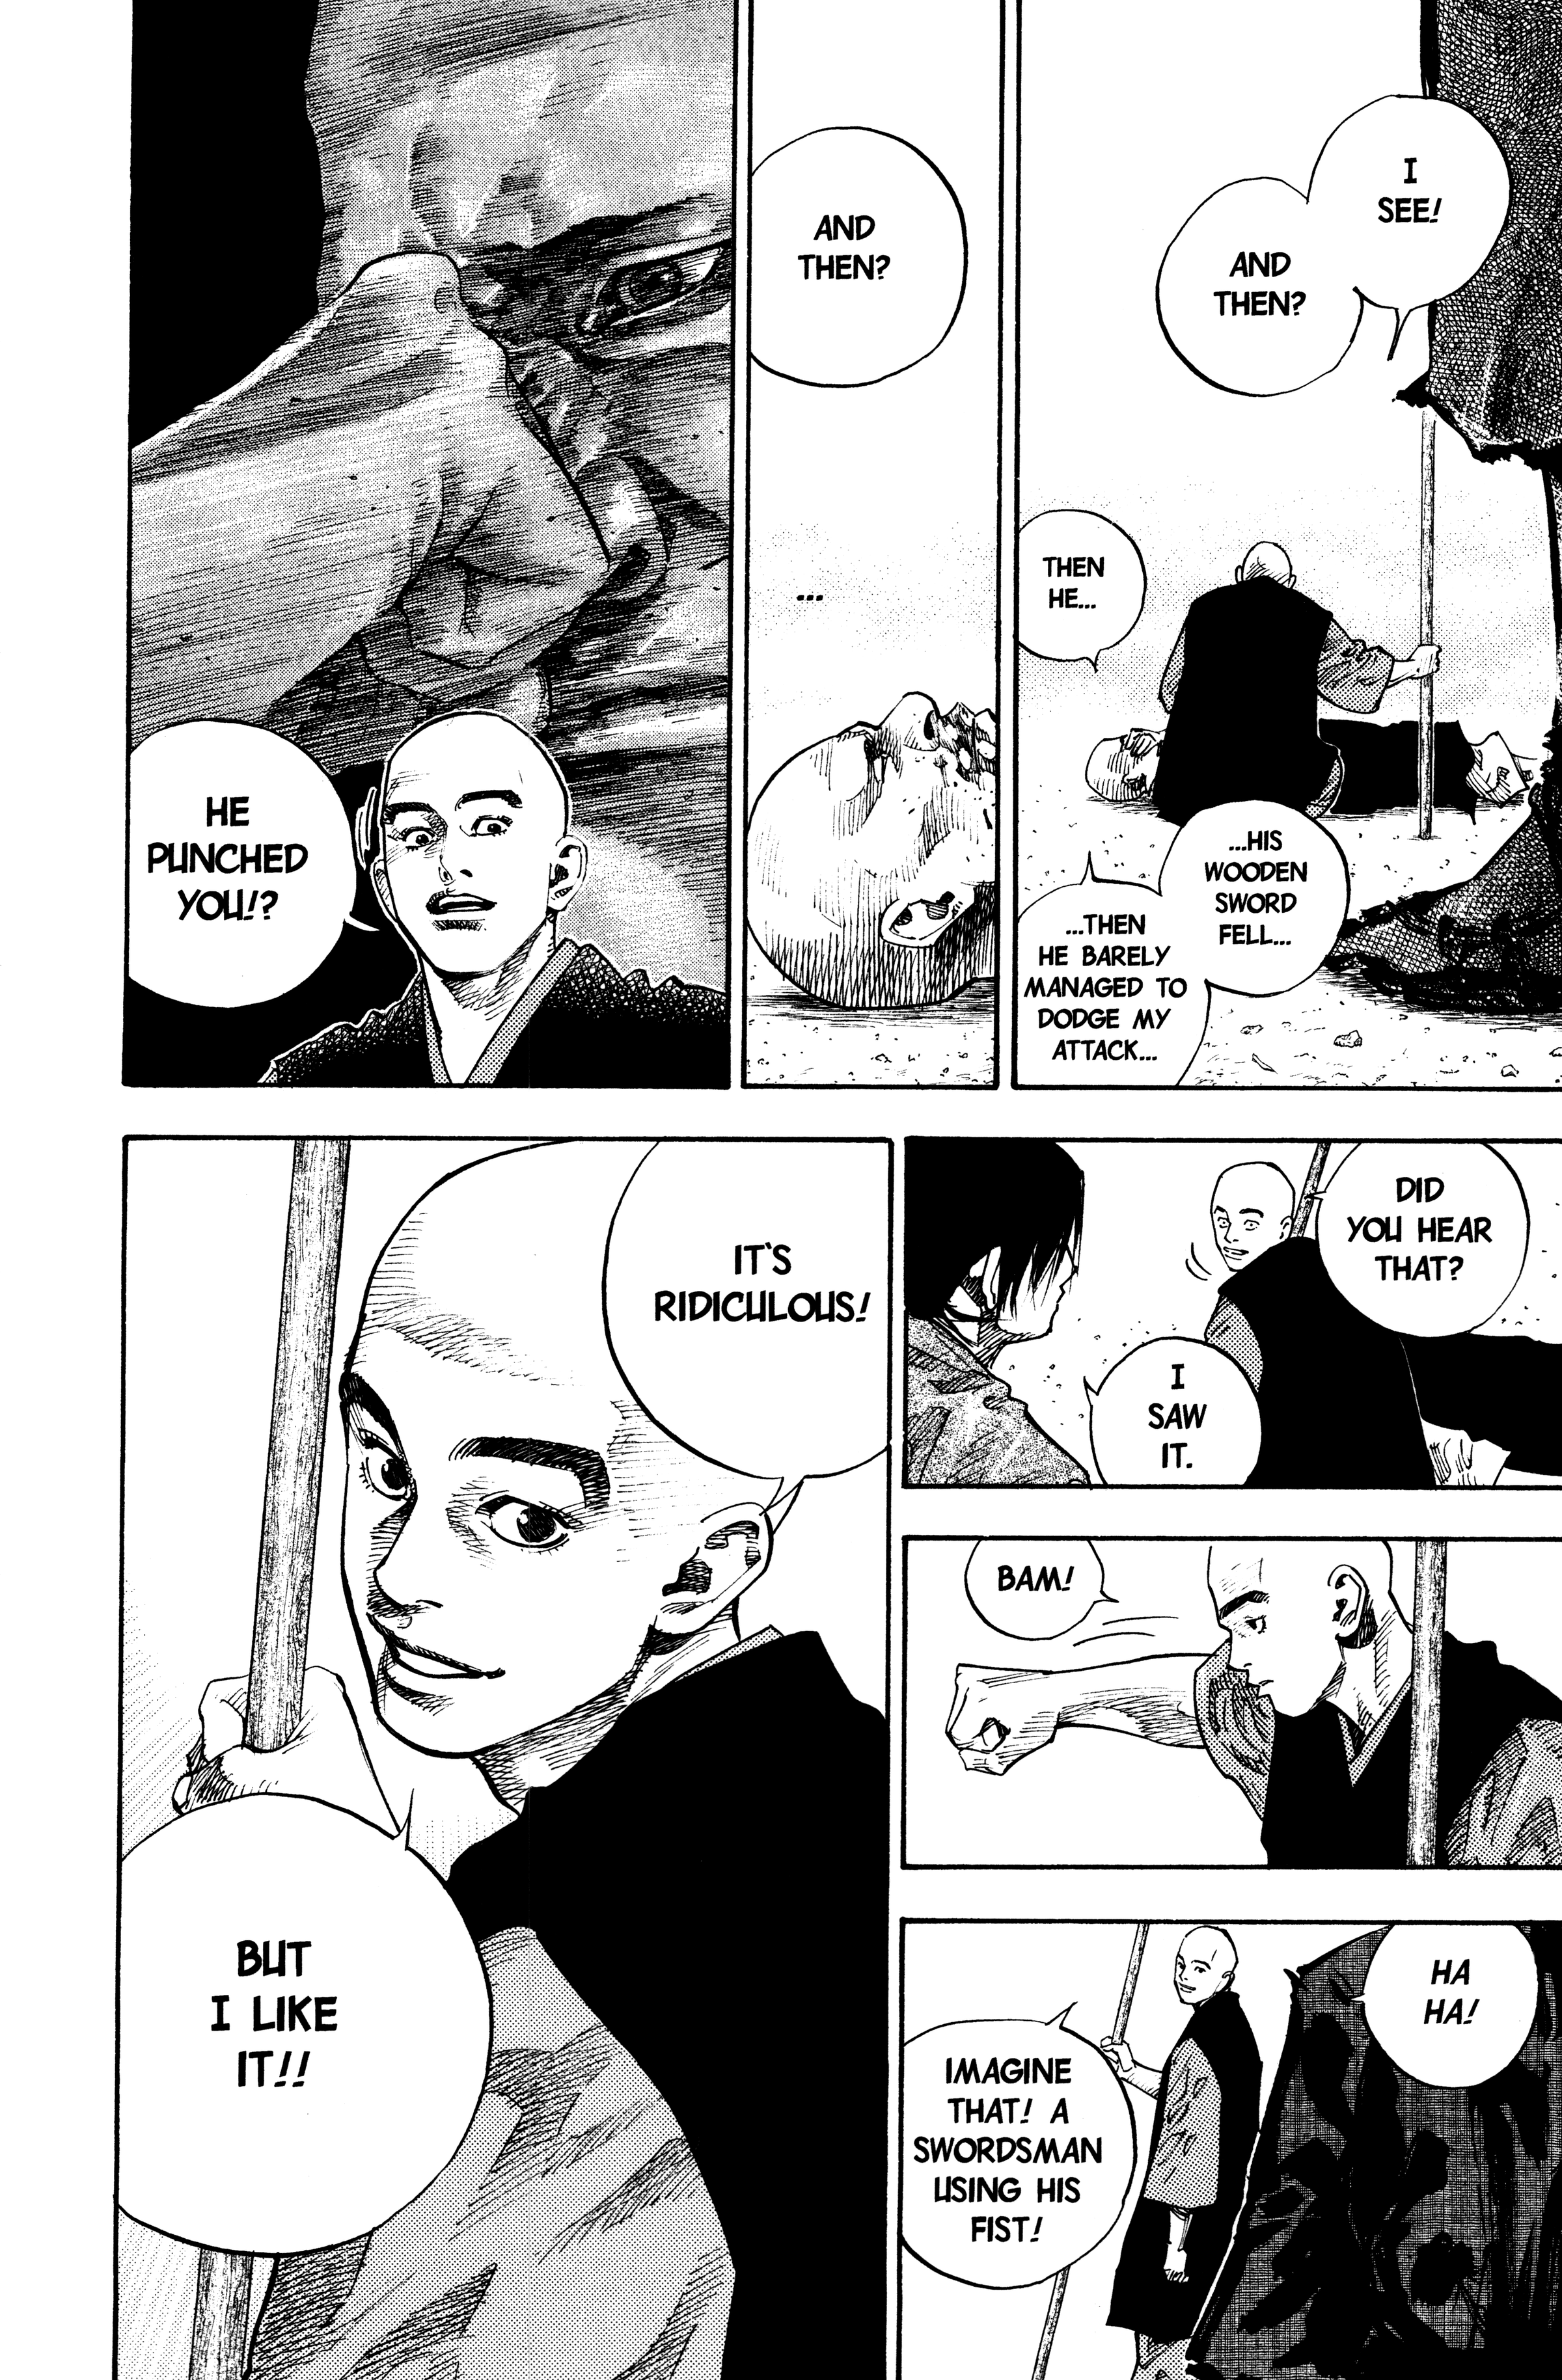 I
SEE!
AND
THEN?
THEN
HE...
...HIS
WOODEN
SWORD
FELL...
...THEN
HE BARELY
MANAGED TO
DODGE MY
ATTACK...
AND
THEN?
...
HE
PUNCHED
YOU!?
DID
YOU HEAR
THAT?
I
SAW
IT.
BAM!
HA
HA!
IMAGINE
THAT! A
SWORDSMAN
USING HIS
FIST!
IT'S
RIDICULOUS!
BUT
I LIKE
IT!!